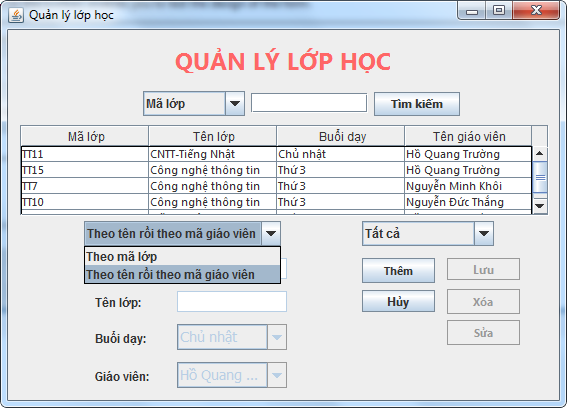 Quản lý lớp học
QUẢN LÝ LỚP HỌC
Mã lớp Tìm kiếm
Mã lớp Tên lớp Buổi dạy Tên giáo viên
TT11 CNTT-Tiếng Nhật Chủ nhật Hồ Quang Trường
TT15 Công nghệ thông tin Thứ 3 Hồ Quang Trường
TT7 Công nghệ thông tin Thứ 3 Nguyễn Minh Khôi
TT10 Công nghệ thông tin Thứ 3 Nguyễn Đức Thắng
Theo tên rồi theo mã giáo viên Tất cả
Theo mã lớp
Theo tên rồi theo mã giáo viên Thêm Lưu
Tên lớp: Hủy Xóa
Buổi dạy: Chủ nhật Sửa
Giáo viên: Hồ Quang ...